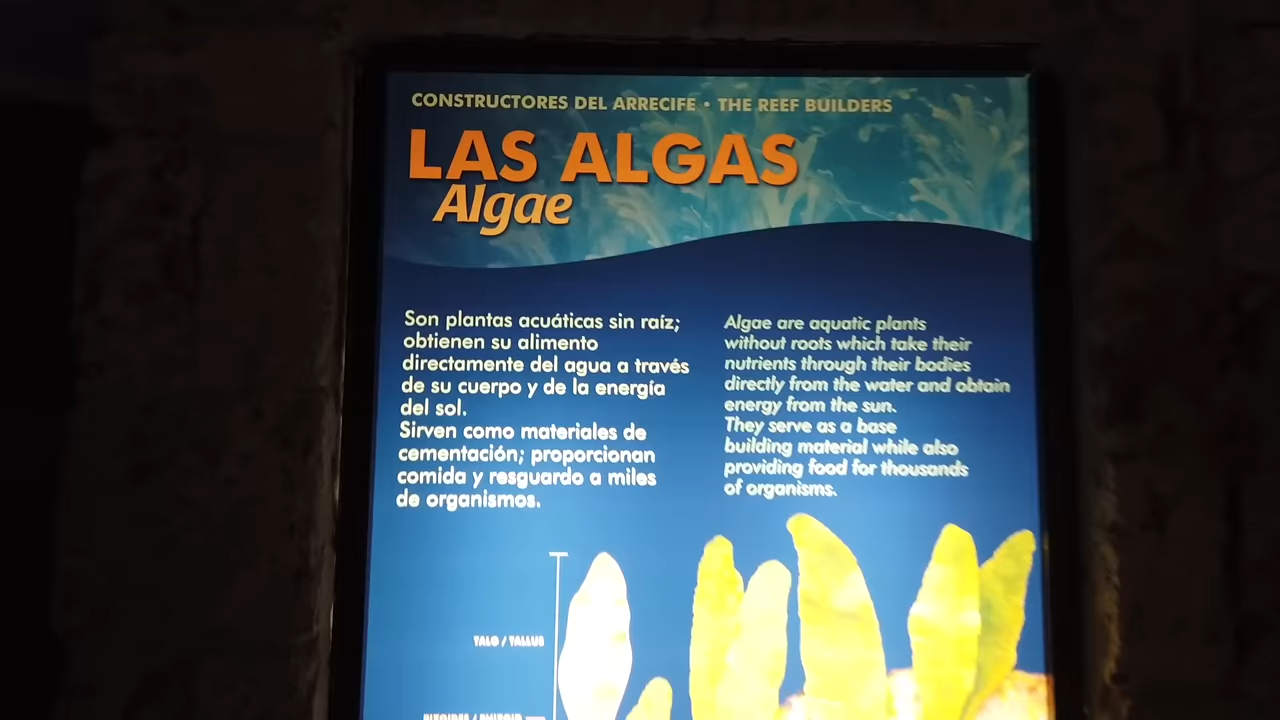 CONSTRUCTORES DEL ARRECIFE • THE REEF BUILDERS
LAS ALGAS
Algae
Son plantas acuáticas sin raíz;
obtienen su alimento
directamente del agua a través
de su cuerpo y de la energía
del sol.
Sirven como materiales de
cementación; proporcionan
comida y resguardo a miles
de organismos.
Algae are aquatic plants
without roots which take their
nutrients through their bodies
directly from the water and obtain
energy from the sun.
They serve as a base
building material while also
providing food for thousands
of organisms.
TALO / TALLUS